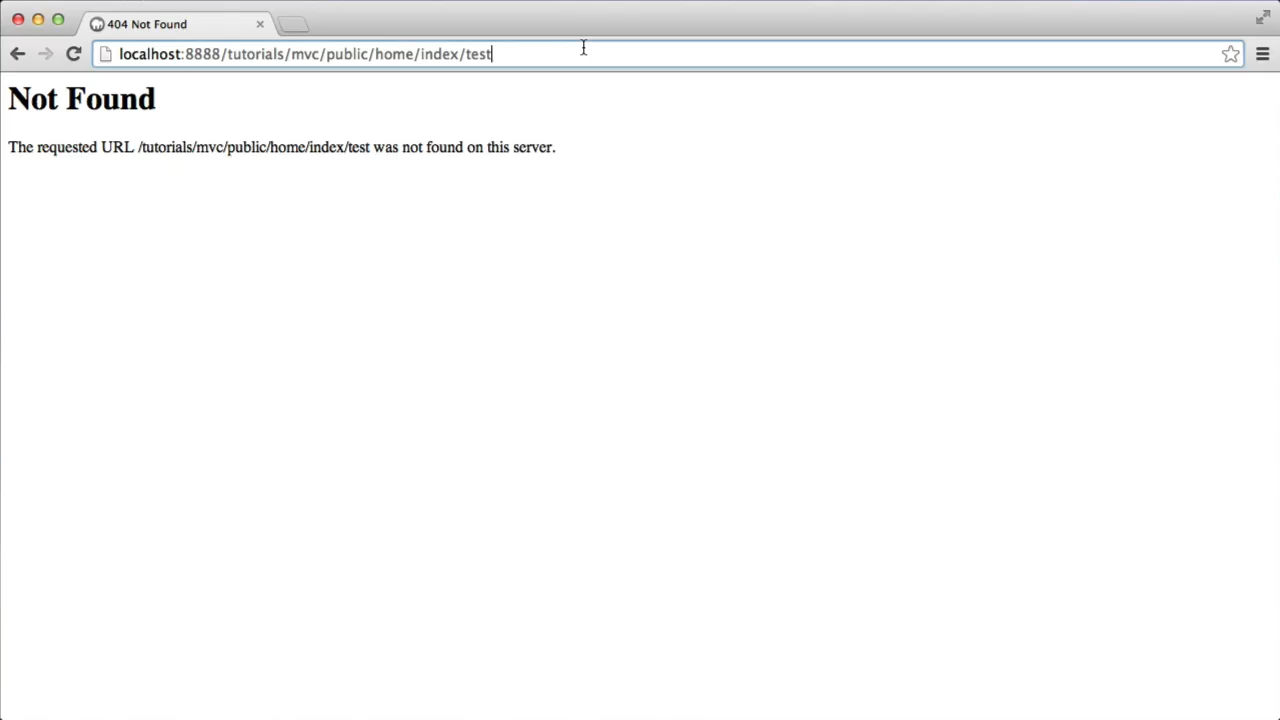 404 Not Found
localhost:8888/tutorials/mvc/public/home/index/test
Not Found
The requested URL /tutorials/mvc/public/home/index/test was not found on this server.